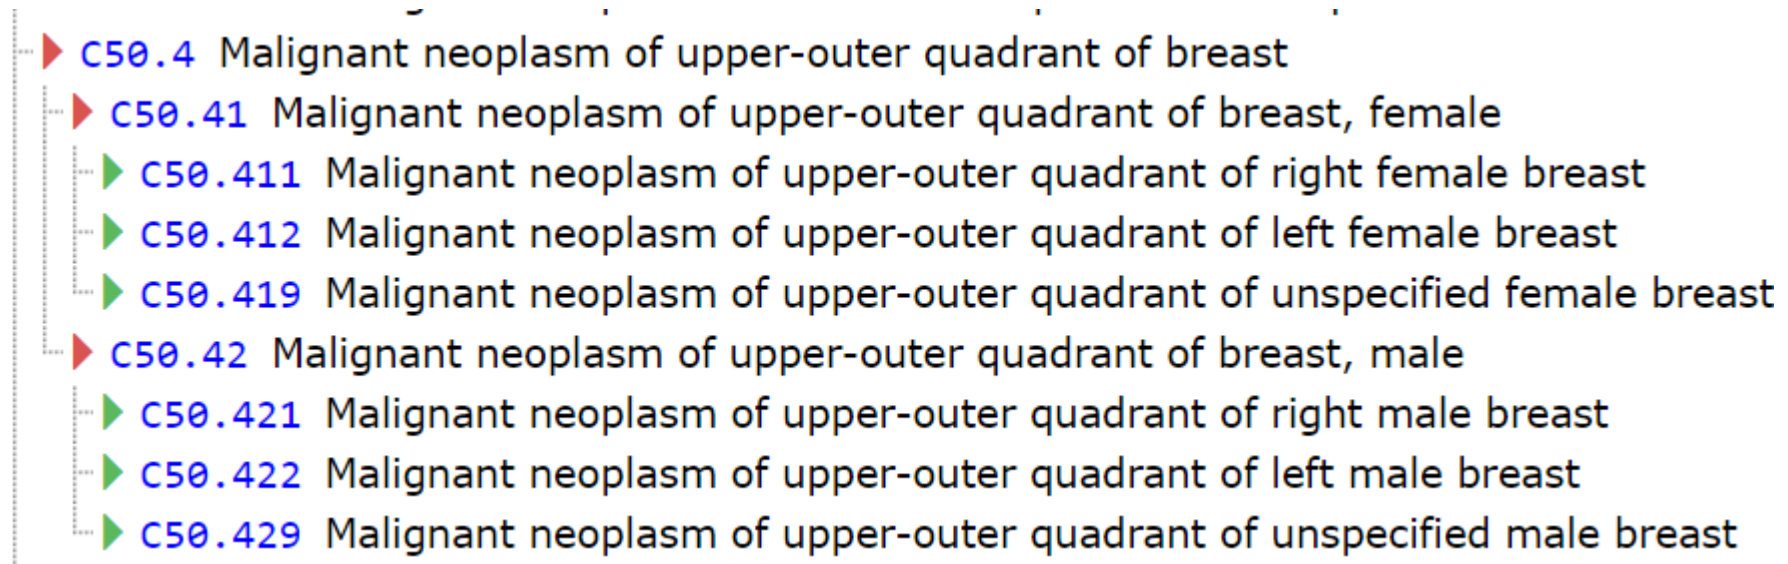 C50.4 Malignant neoplasm of upper-outer quadrant of breast
C50.41 Malignant neoplasm of upper-outer quadrant of breast, female
C50.411 Malignant neoplasm of upper-outer quadrant of right female breast
C50.412 Malignant neoplasm of upper-outer quadrant of left female breast
C50.419 Malignant neoplasm of upper-outer quadrant of unspecified female breast
C50.42 Malignant neoplasm of upper-outer quadrant of breast, male
C50.421 Malignant neoplasm of upper-outer quadrant of right male breast
C50.422 Malignant neoplasm of upper-outer quadrant of left male breast
C50.429 Malignant neoplasm of upper-outer quadrant of unspecified male breast